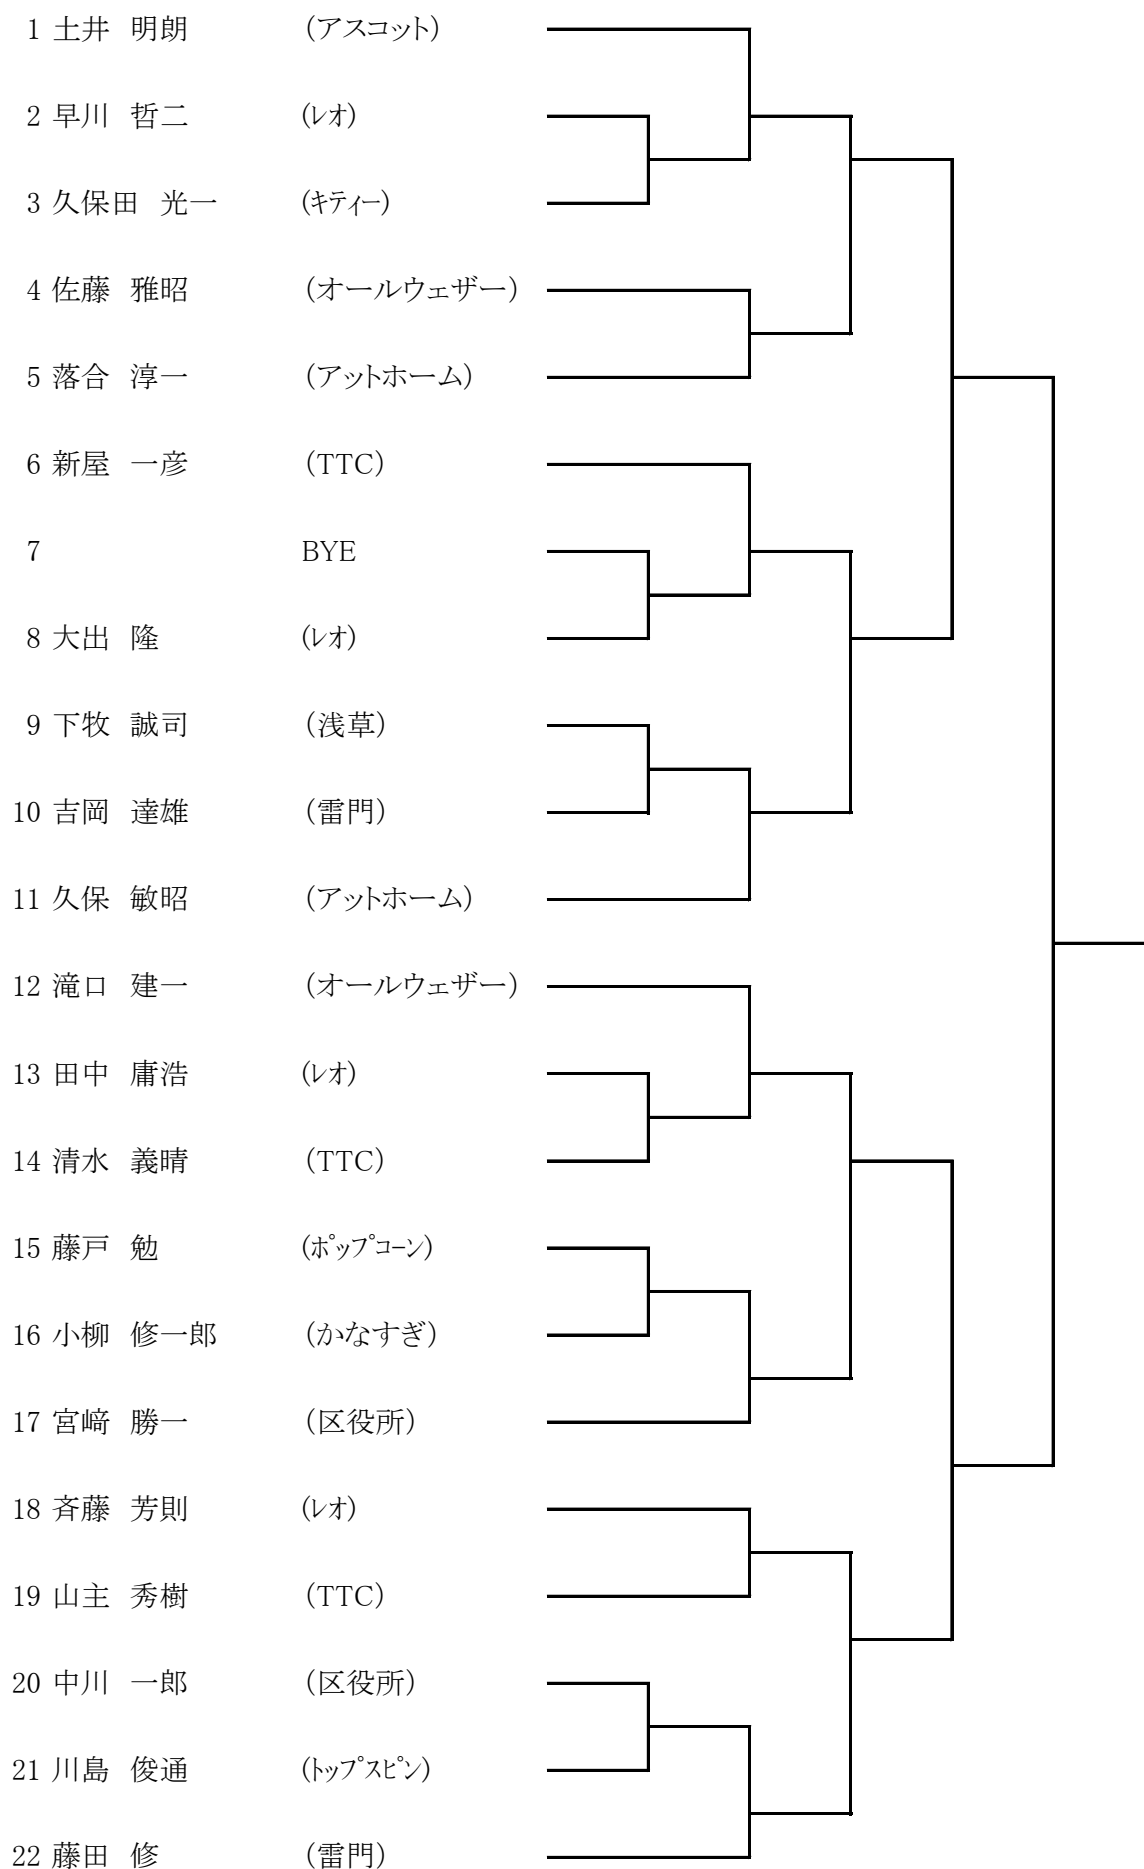 1 土井 明朗 (アスコット)
2 早川 哲二 (ﾚｵ)
3 久保田 光一 (ｷﾃｨｰ)
4 佐藤 雅昭 (オールウェザー)
5 落合 淳一 (アットホーム)
6 新屋 一彦 (TTC)
7 BYE
8 大出 隆 (ﾚｵ)
9 下牧 誠司 (浅草)
10 吉岡 達雄 (雷門)
11 久保 敏昭 (アットホーム)
12 滝口 建一 (オールウェザー)
13 田中 庸浩 (ﾚｵ)
14 清水 義晴 (TTC)
15 藤戸 勉 (ﾎﾟｯﾌﾟｺｰﾝ)
16 小柳 修一郎 (かなすぎ)
17 宮﨑 勝一 (区役所)
18 斉藤 芳則 (ﾚｵ)
19 山主 秀樹 (TTC)
20 中川 一郎 (区役所)
21 川島 俊通 (ﾄｯﾌﾟｽﾋﾟﾝ)
22 藤田 修 (雷門)